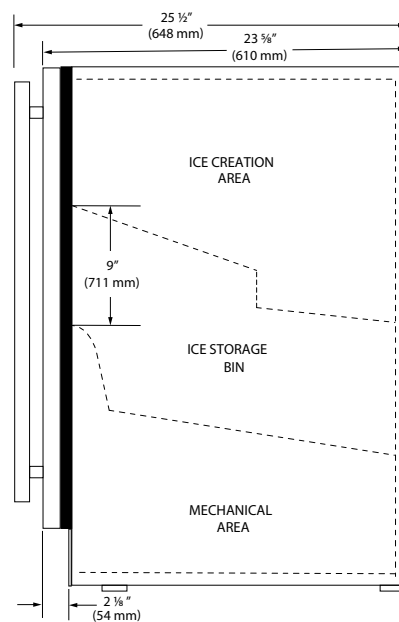 25 ½"
(648 mm)
23 ⅝"
(610 mm)
ICE CREATION
AREA
9"
(711 mm)
ICE STORAGE
BIN
MECHANICAL
AREA
2 ⅛ "
(54 mm)